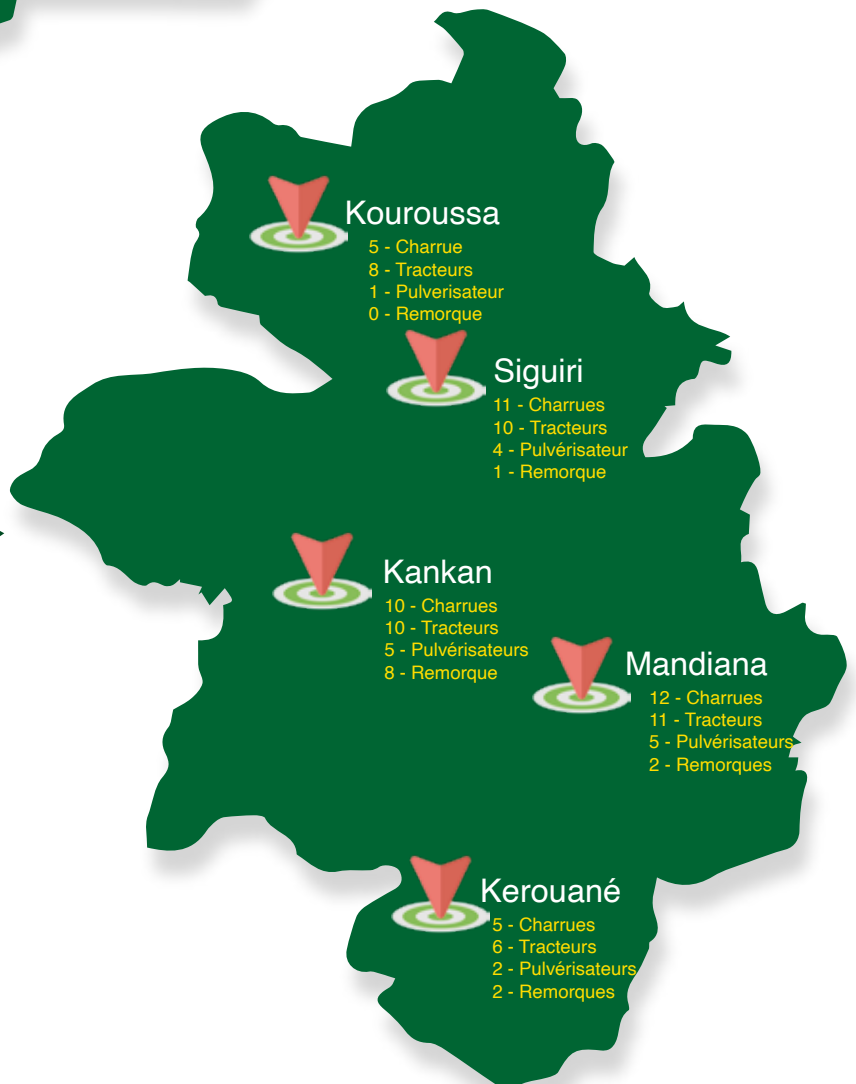 Kouroussa
5 - Charrue
8 - Tracteurs
1 - Pulverisateur
0 - Remorque
Siguiri
11 - Charrues
10 - Tracteurs
4 - Pulvérisateur
1 - Remorque
Kankan
10 - Charrues
10 - Tracteurs
5 - Pulvérisateurs
8 - Remorque
Mandiana
12 - Charrues
11 - Tracteurs
5 - Pulvérisateurs
2 - Remorques
Kerouané
5 - Charrues
6 - Tracteurs
2 - Pulvérisateurs
2 - Remorques